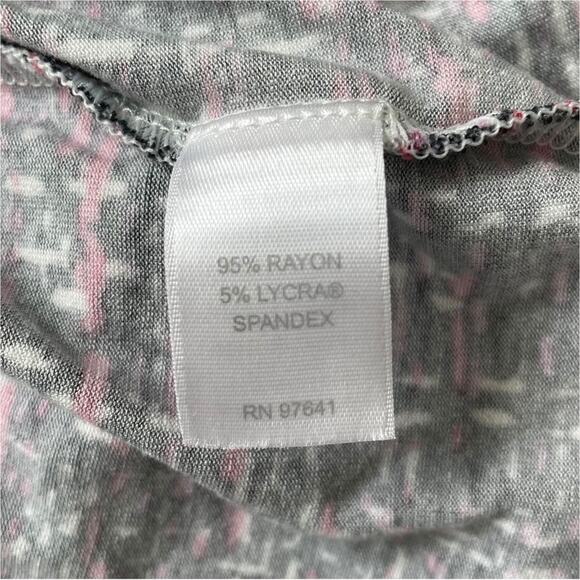 95% RAYON
5% LYCRA®
SPANDEX
RN 97641